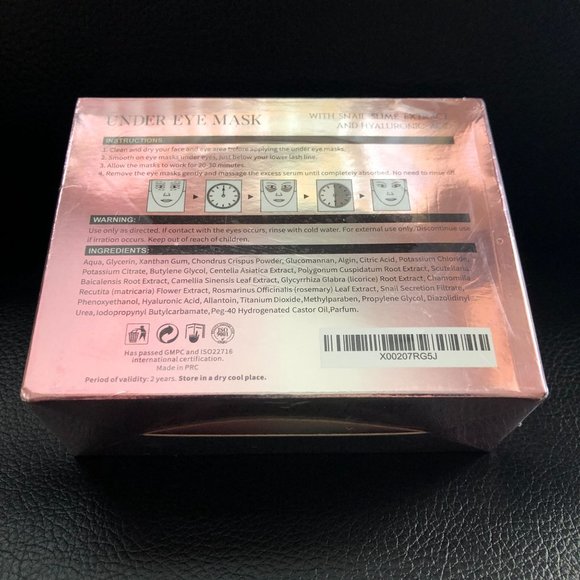 UNDER EYE MASK
WITH SNAIL SLIME EXTRACT
AND HYALURONIC
INSTRUCTIONS:
1. Clean and dry your face and eye area before applying the under eye masks.
2. Smooth on eye masks under eyes, just below your lower lash line.
3. Allow the masks to work for 20-30 minutes.
4. Remove the eye masks gently and massage the excess serum until completely absorbed. No need to rinse off.
WARNING:
Use only as directed. If contact with the eyes occurs, rinse with cold water. For external use only. Discontinue use
if irration occurs. Keep out of reach of children.
INGREDIENTS:
Aqua, Glycerin, Xanthan Gum, Chondrus Crispus Powder, Glucomannan, Algin, Citric Acid, Potassium Chloride,
Potassium Citrate, Butylene Glycol, Centella Asiatica Extract, Polygonum Cuspidatum Root Extract, Scutellaria
Baicalensis Root Extract, Camellia Sinensis Leaf Extract, Glycyrrhiza Glabra (licorice) Root Extract, Chamomilla
Recutita (matricaria) Flower Extract, Rosmarinus Officinalis (rosemary) Leaf Extract, Snail Secretion Filtrate,
Phenoxyethanol, Hyaluronic Acid, Allantoin, Titanium Dioxide,Methylparaben, Propylene Glycol, Diazolidinyl
Urea,Iodopropynyl Butylcarbamate,Peg-40 Hydrogenated Castor Oil,Parfum.
Has passed GMPC and ISO22716
international certification.
Made in PRC
X00207RG5J
Period of validity: 2 years. Store in a dry cool place.